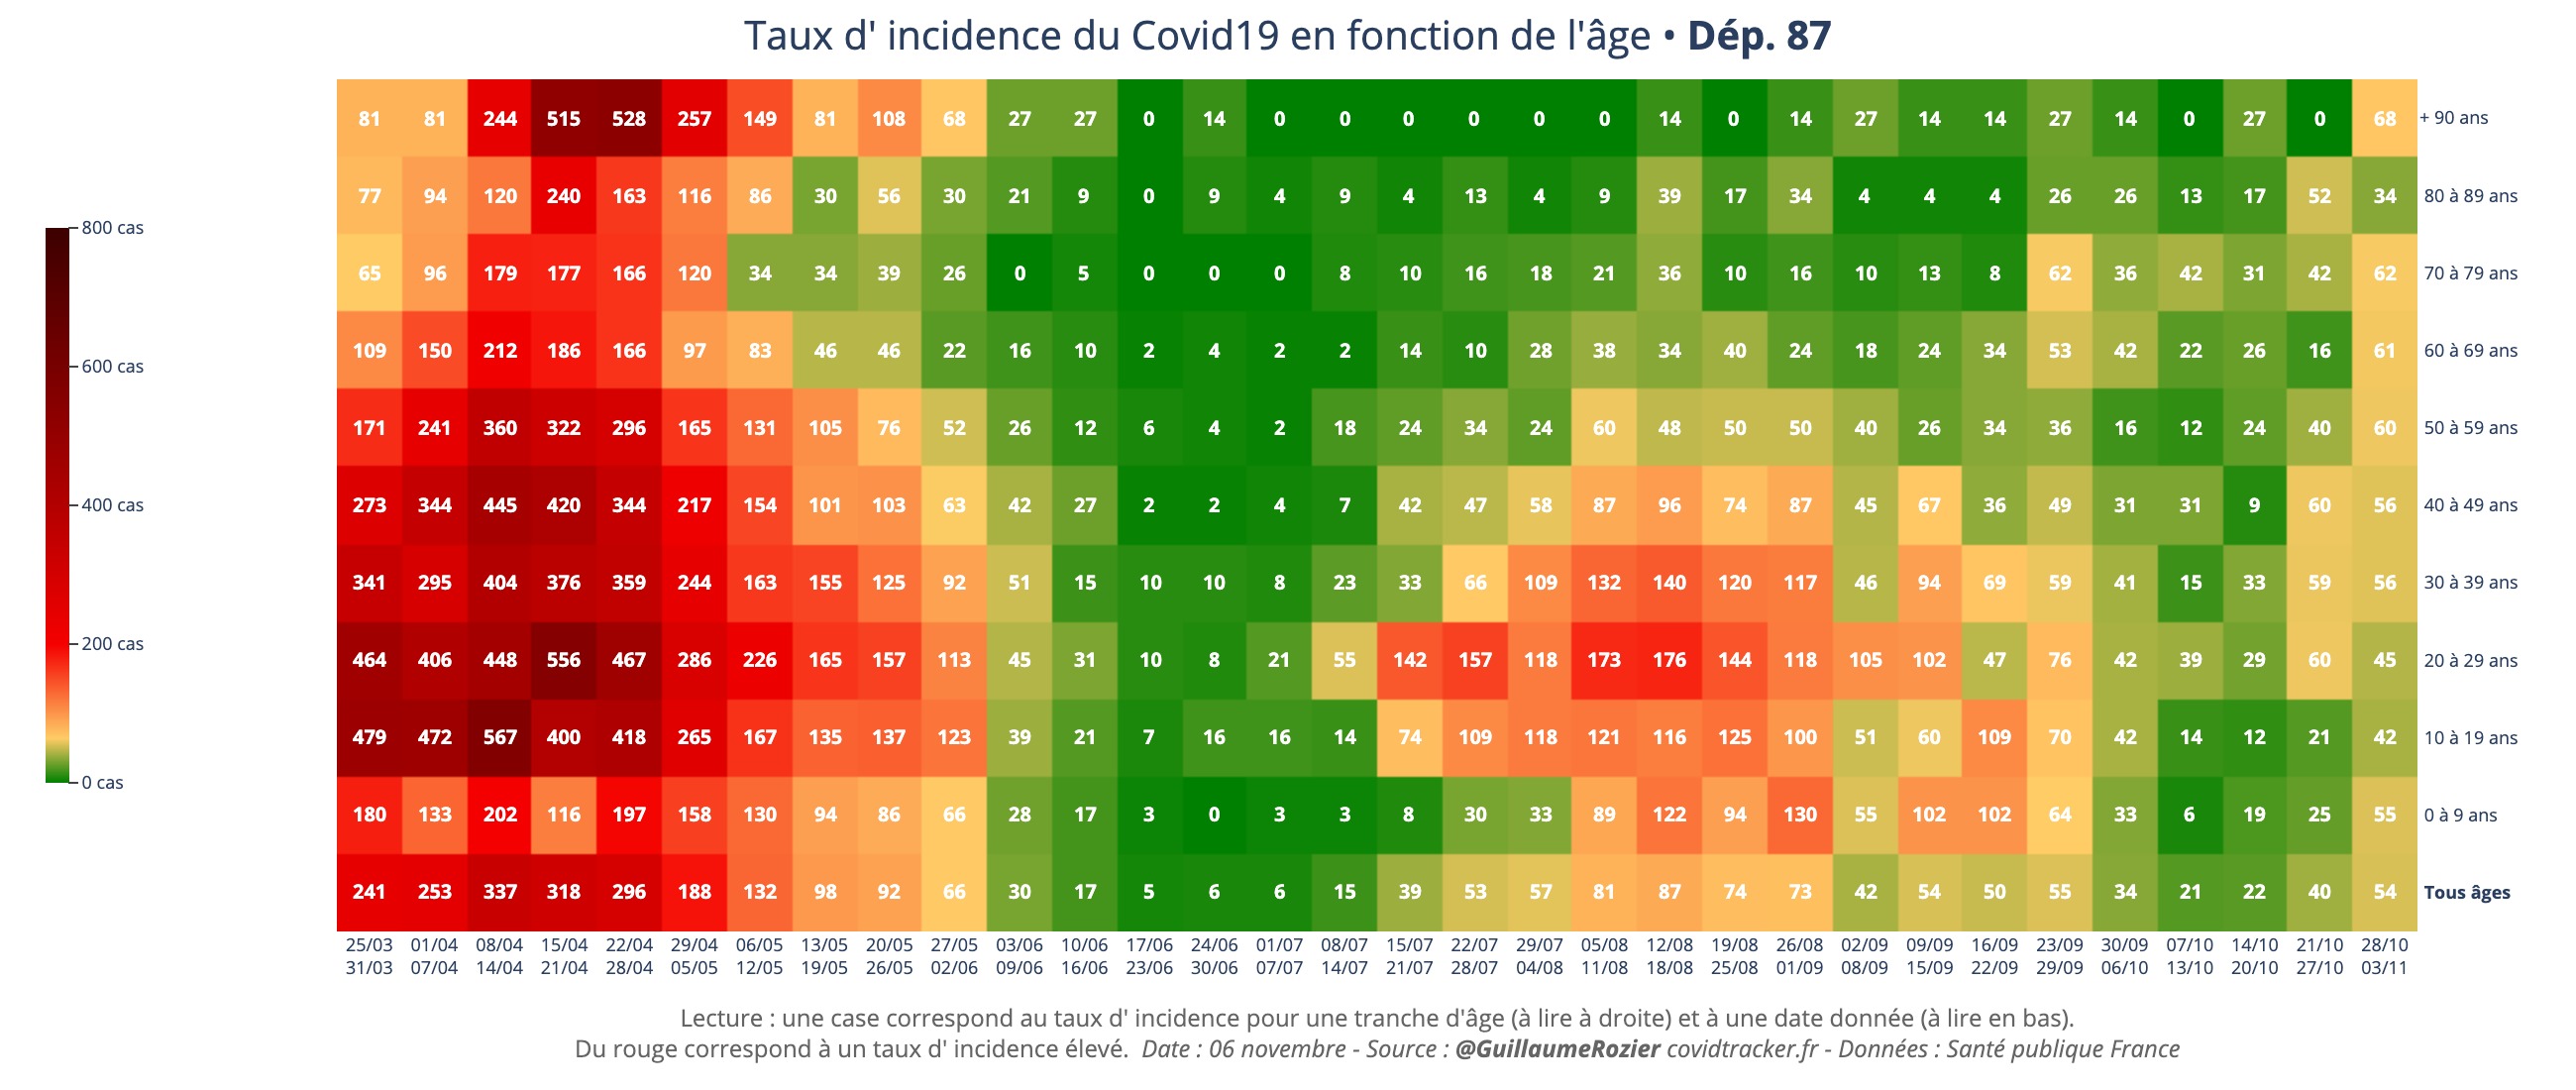 Taux d' incidence du Covid19 en fonction de l'âge • Dép. 87
81 81 244 515 528 257 149 81 108 68 27 27 0 14 0 0 0 0 0 0 14 0 14 27 14 14 27 14 0 27 0 68 + 90 ans
77 94 120 240 163 116 86 30 56 30 21 9 0 9 4 9 4 13 4 9 39 17 34 4 4 4 26 26 13 17 52 34 80 à 89 ans
800 cas
65 96 179 177 166 120 34 34 39 26 0 5 0 0 0 8 10 16 18 21 36 10 16 10 13 8 62 36 42 31 42 62 70 à 79 ans
109 150 212 186 166 97 83 46 46 22 16 10 2 4 2 2 14 10 28 38 34 40 24 18 24 34 53 42 22 26 16 61 60 à 69 ans
600 cas
171 241 360 322 296 165 131 105 76 52 26 12 6 4 2 18 24 34 24 60 48 50 50 40 26 34 36 16 12 24 40 60 50 à 59 ans
400 cas
273 344 445 420 344 217 154 101 103 63 42 27 2 2 4 7 42 47 58 87 96 74 87 45 67 36 49 31 31 9 60 56 40 à 49 ans
341 295 404 376 359 244 163 155 125 92 51 15 10 10 8 23 33 66 109 132 140 120 117 46 94 69 59 41 15 33 59 56 30 à 39 ans
200 cas
464 406 448 556 467 286 226 165 157 113 45 31 10 8 21 55 142 157 118 173 176 144 118 105 102 47 76 42 39 29 60 45 20 à 29 ans
479 472 567 400 418 265 167 135 137 123 39 21 7 16 16 14 74 109 118 121 116 125 100 51 60 109 70 42 14 12 21 42 10 à 19 ans
0 cas
180 133 202 116 197 158 130 94 86 66 28 17 3 0 3 3 8 30 33 89 122 94 130 55 102 102 64 33 6 19 25 55 0 à 9 ans
241 253 337 318 296 188 132 98 92 66 30 17 5 6 6 15 39 53 57 81 87 74 73 42 54 50 55 34 21 22 40 54 Tous âges
25/03 01/04 08/04 15/04 22/04 29/04 06/05 13/05 20/05 27/05 03/06 10/06 17/06 24/06 01/07 08/07 15/07 22/07 29/07 05/08 12/08 19/08 26/08 02/09 09/09 16/09 23/09 30/09 07/10 14/10 21/10 28/10
31/03 07/04 14/04 21/04 28/04 05/05 12/05 19/05 26/05 02/06 09/06 16/06 23/06 30/06 07/07 14/07 21/07 28/07 04/08 11/08 18/08 25/08 01/09 08/09 15/09 22/09 29/09 06/10 13/10 20/10 27/10 03/11
Lecture : une case correspond au taux d' incidence pour une tranche d'âge (à lire à droite) et à une date donnée (à lire en bas).
Du rouge correspond à un taux d' incidence élevé. Date : 06 novembre - Source : @GuillaumeRozier covidtracker.fr - Données : Santé publique France